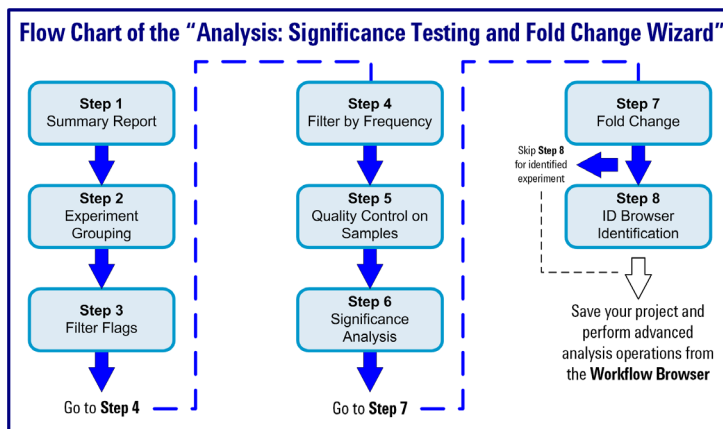 Flow Chart of the “Analysis: Significance Testing and Fold Change Wizard”
Step 1
Summary Report
Step 2
Experiment
Grouping
Step 3
Filter Flags
Go to Step 4
Step 4
Filter by Frequency
Step 5
Quality Control on
Samples
Step 6
Significance
Analysis
Go to Step 7
Step 7
Fold Change
Skip Step 8
for identified
experiment
Step 8
ID Browser
Identification
Save your project and
perform advanced
analysis operations from
the Workflow Browser